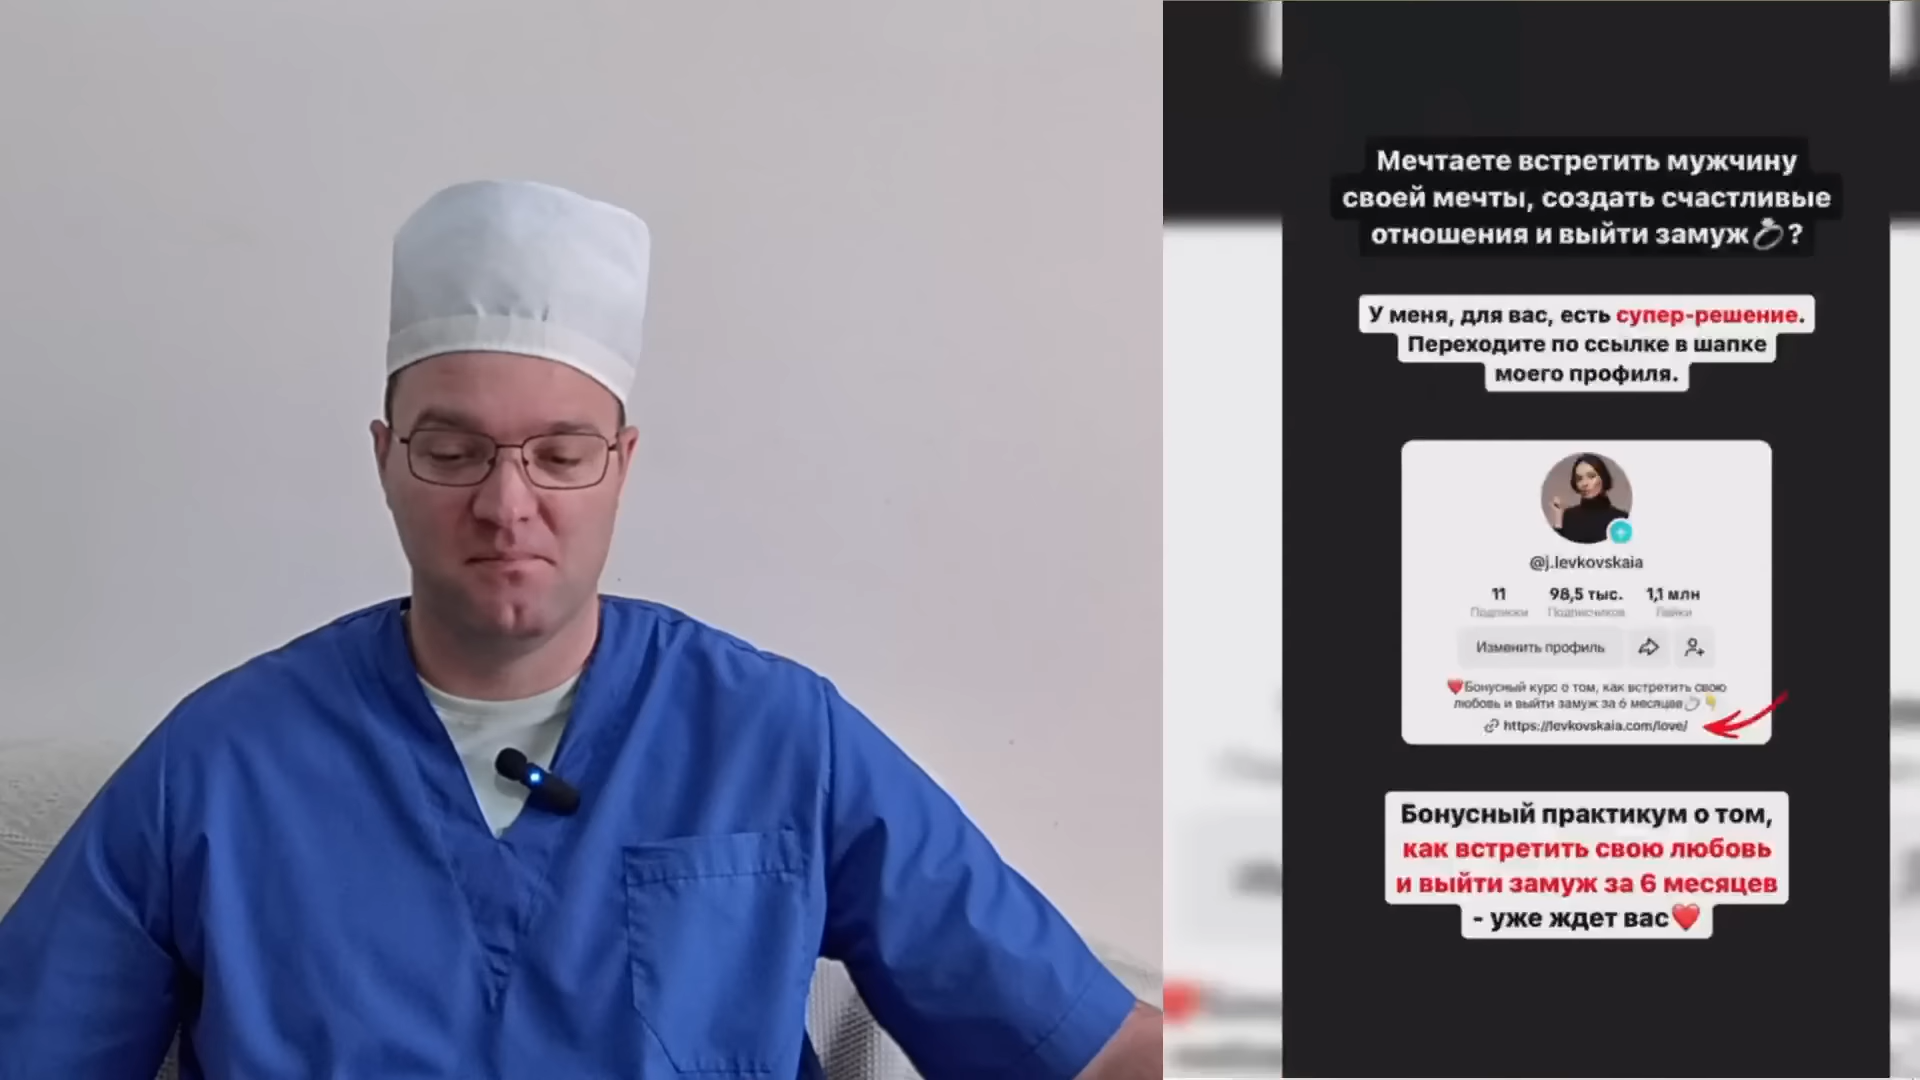 Мечтаете встретить мужчину
своей мечты, создать счастливые
отношения и выйти замуж💍?
У меня, для вас, есть супер-решение.
Переходите по ссылке в шапке
моего профиля.
@j.levkovskaia
11 98,5 тыс. 1,1 млн
Подписки Подписчиков Лайки
Изменить профиль
❤️Бонусный курс о том, как встретить свою
любовь и выйти замуж за 6 месяцев💍👇
https://levkovskaia.com/love/
Бонусный практикум о том,
как встретить свою любовь
и выйти замуж за 6 месяцев
- уже ждет вас❤️